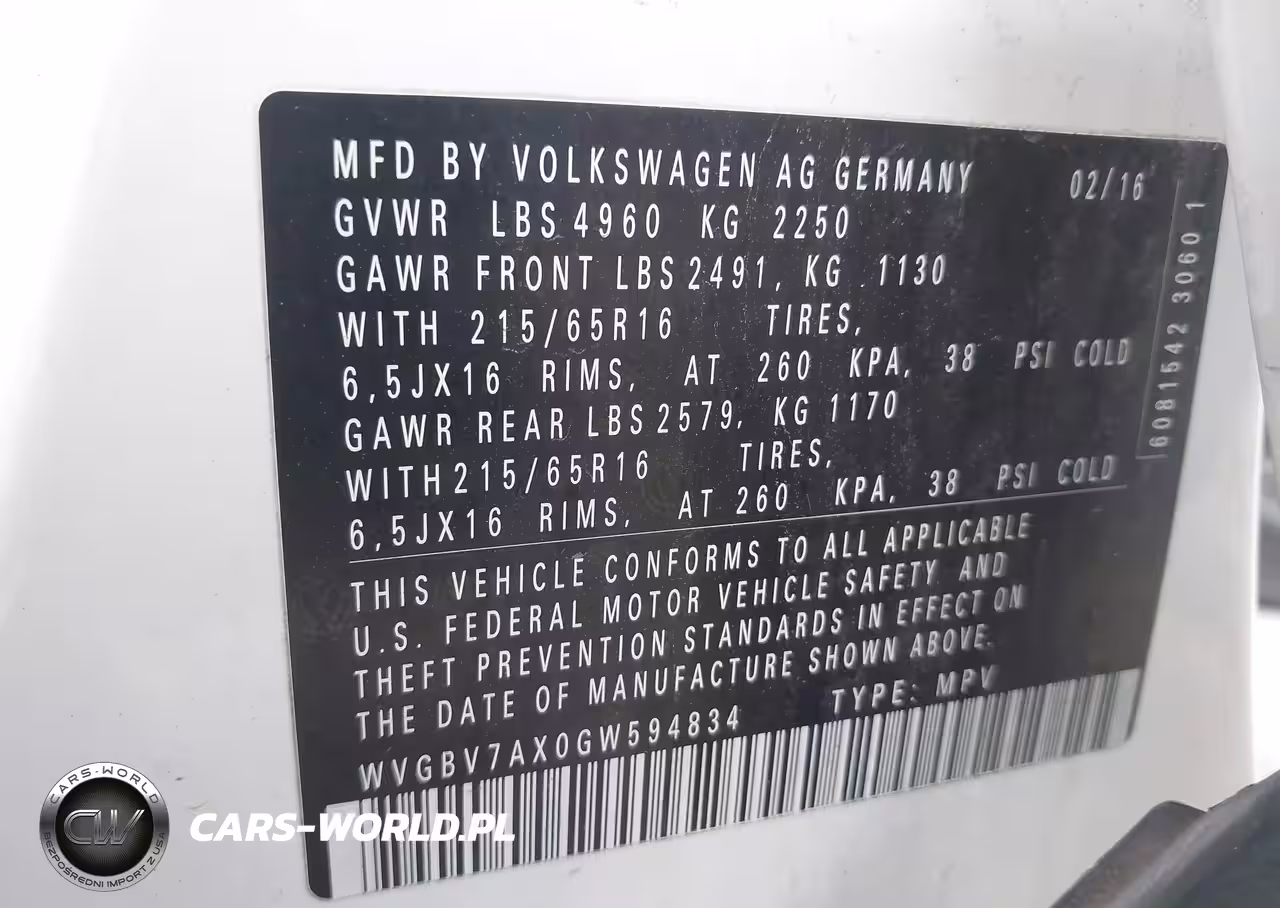 MFD BY VOLKSWAGEN AG GERMANY 02/16
GVWR LBS 4960 KG 2250
GAWR FRONT LBS 2491, KG 1130
WITH 215/65R16 TIRES,
6,5JX16 RIMS, AT 260 KPA, 38 PSI COLD
GAWR REAR LBS 2579, KG 1170
WITH 215/65R16 TIRES,
6,5JX16 RIMS, AT 260 KPA, 38 PSI COLD
THIS VEHICLE CONFORMS TO ALL APPLICABLE
U.S. FEDERAL MOTOR VEHICLE SAFETY AND
THEFT PREVENTION STANDARDS IN EFFECT ON
THE DATE OF MANUFACTURE SHOWN ABOVE.
WVGBV7AX0GW594834 TYPE: MPV
6081542 3060 1
CARS-WORLD
CW
BEZPOŚREDNI IMPORT Z USA
CARS-WORLD.PL